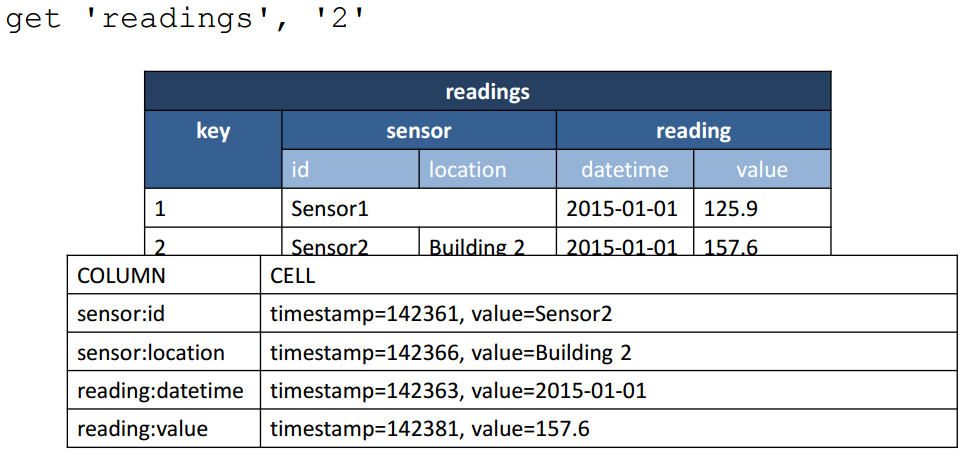 get 'readings', '2'
readings
key sensor reading
id location datetime value
1 Sensor1 2015-01-01 125.9
2 Sensor2 Building 2 2015-01-01 157.6
COLUMN CELL
sensor:id timestamp=142361, value=Sensor2
sensor:location timestamp=142366, value=Building 2
reading:datetime timestamp=142363, value=2015-01-01
reading:value timestamp=142381, value=157.6